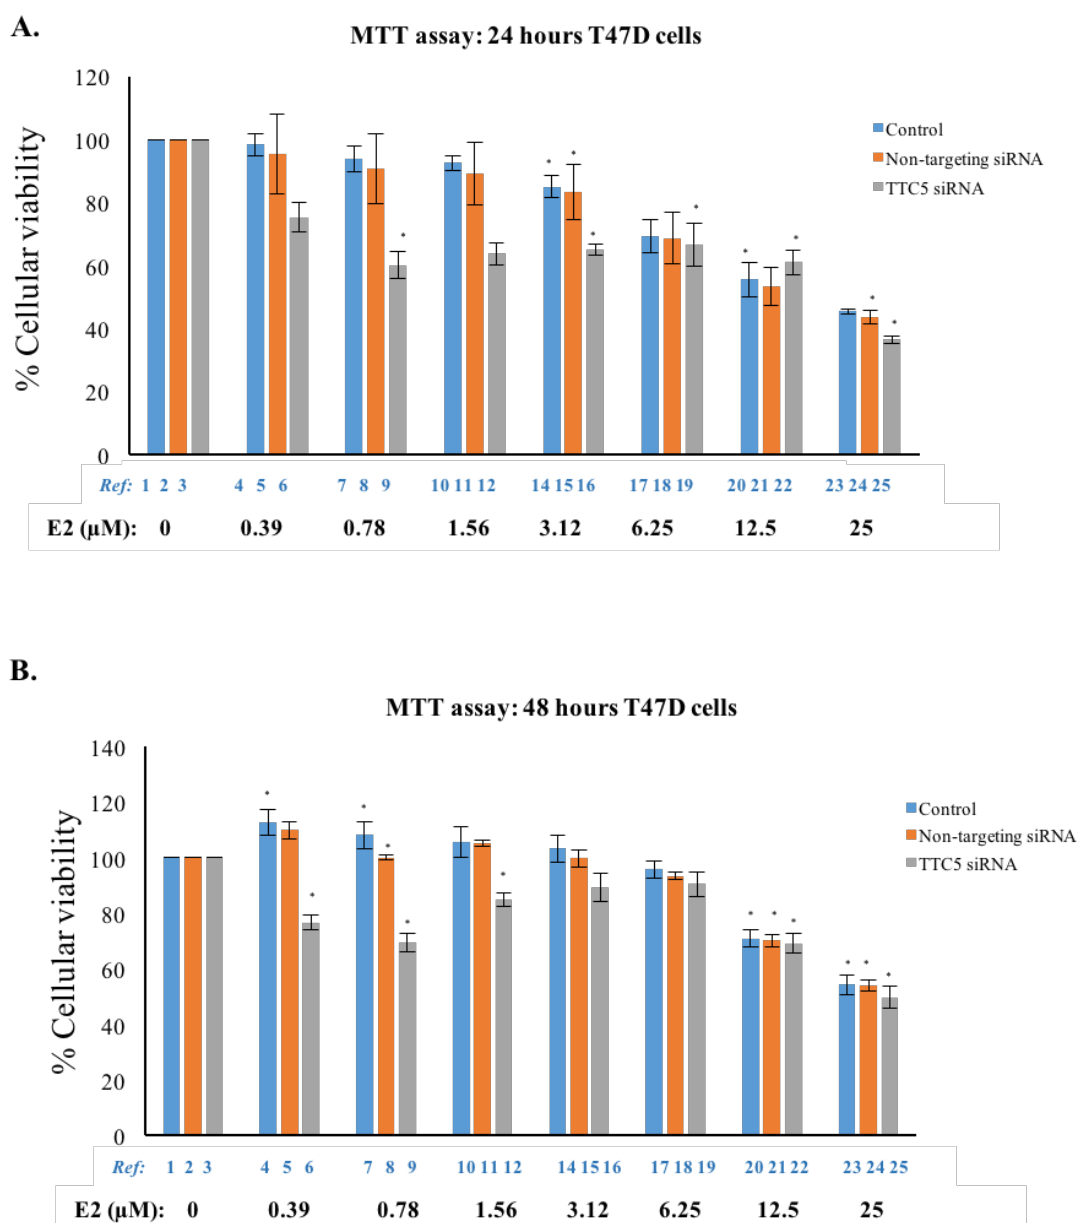 A.
MTT assay: 24 hours T47D cells
120
100
80
60
40
20
0
% Cellular viability
* * * * * * * * * *
Control
Non-targeting siRNA
TTC5 siRNA
Ref: 1 2 3 4 5 6 7 8 9 10 11 12 14 15 16 17 18 19 20 21 22 23 24 25
E2 (µM): 0 0.39 0.78 1.56 3.12 6.25 12.5 25
B.
MTT assay: 48 hours T47D cells
140
120
100
80
60
40
20
0
% Cellular viability
* * * * * * * * * * * *
Control
Non-targeting siRNA
TTC5 siRNA
Ref: 1 2 3 4 5 6 7 8 9 10 11 12 14 15 16 17 18 19 20 21 22 23 24 25
E2 (µM): 0 0.39 0.78 1.56 3.12 6.25 12.5 25